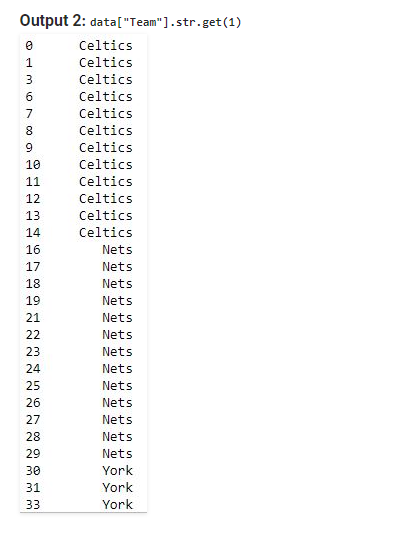 Output 2: data["Team"].str.get(1)
0 Celtics
1 Celtics
3 Celtics
6 Celtics
7 Celtics
8 Celtics
9 Celtics
10 Celtics
11 Celtics
12 Celtics
13 Celtics
14 Celtics
16 Nets
17 Nets
18 Nets
19 Nets
21 Nets
22 Nets
23 Nets
24 Nets
25 Nets
26 Nets
27 Nets
28 Nets
29 Nets
30 York
31 York
33 York